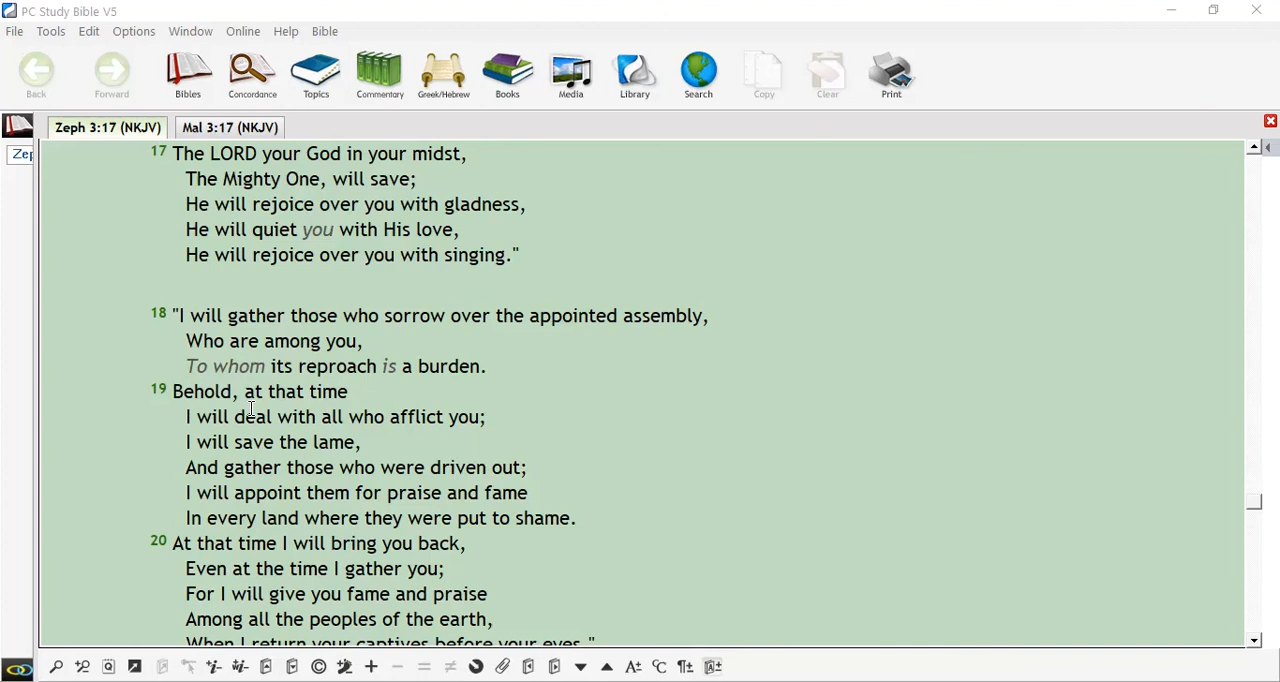 PC Study Bible V5
File Tools Edit Options Window Online Help Bible
Back Forward Bibles Concordance Topics Commentary Greek/Hebrew Books Media Library Search Copy Clear Print
Zeph 3:17 (NKJV) Mal 3:17 (NKJV)
Zep
17 The LORD your God in your midst,
The Mighty One, will save;
He will rejoice over you with gladness,
He will quiet you with His love,
He will rejoice over you with singing."
18 "I will gather those who sorrow over the appointed assembly,
Who are among you,
To whom its reproach is a burden.
19 Behold, at that time
I will deal with all who afflict you;
I will save the lame,
And gather those who were driven out;
I will appoint them for praise and fame
In every land where they were put to shame.
20 At that time I will bring you back,
Even at the time I gather you;
For I will give you fame and praise
Among all the peoples of the earth,
When I return your captives before your eyes."